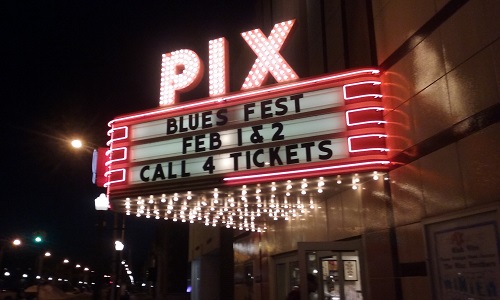 PIX
BLUES FEST
FEB 1 & 2
CALL 4 TICKETS